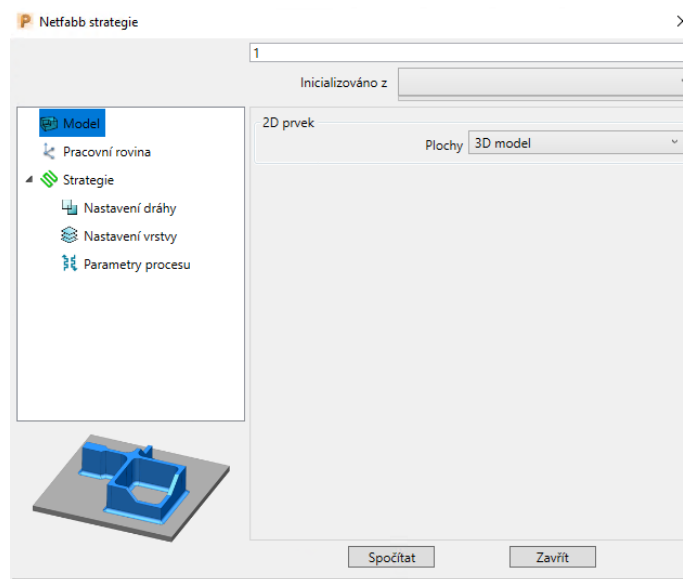 Netfabb strategie
1
Inicializováno z
Model
Pracovní rovina
Strategie
Nastavení dráhy
Nastavení vrstvy
Parametry procesu
2D prvek
Plochy 3D model
Spočítat
Zavřít